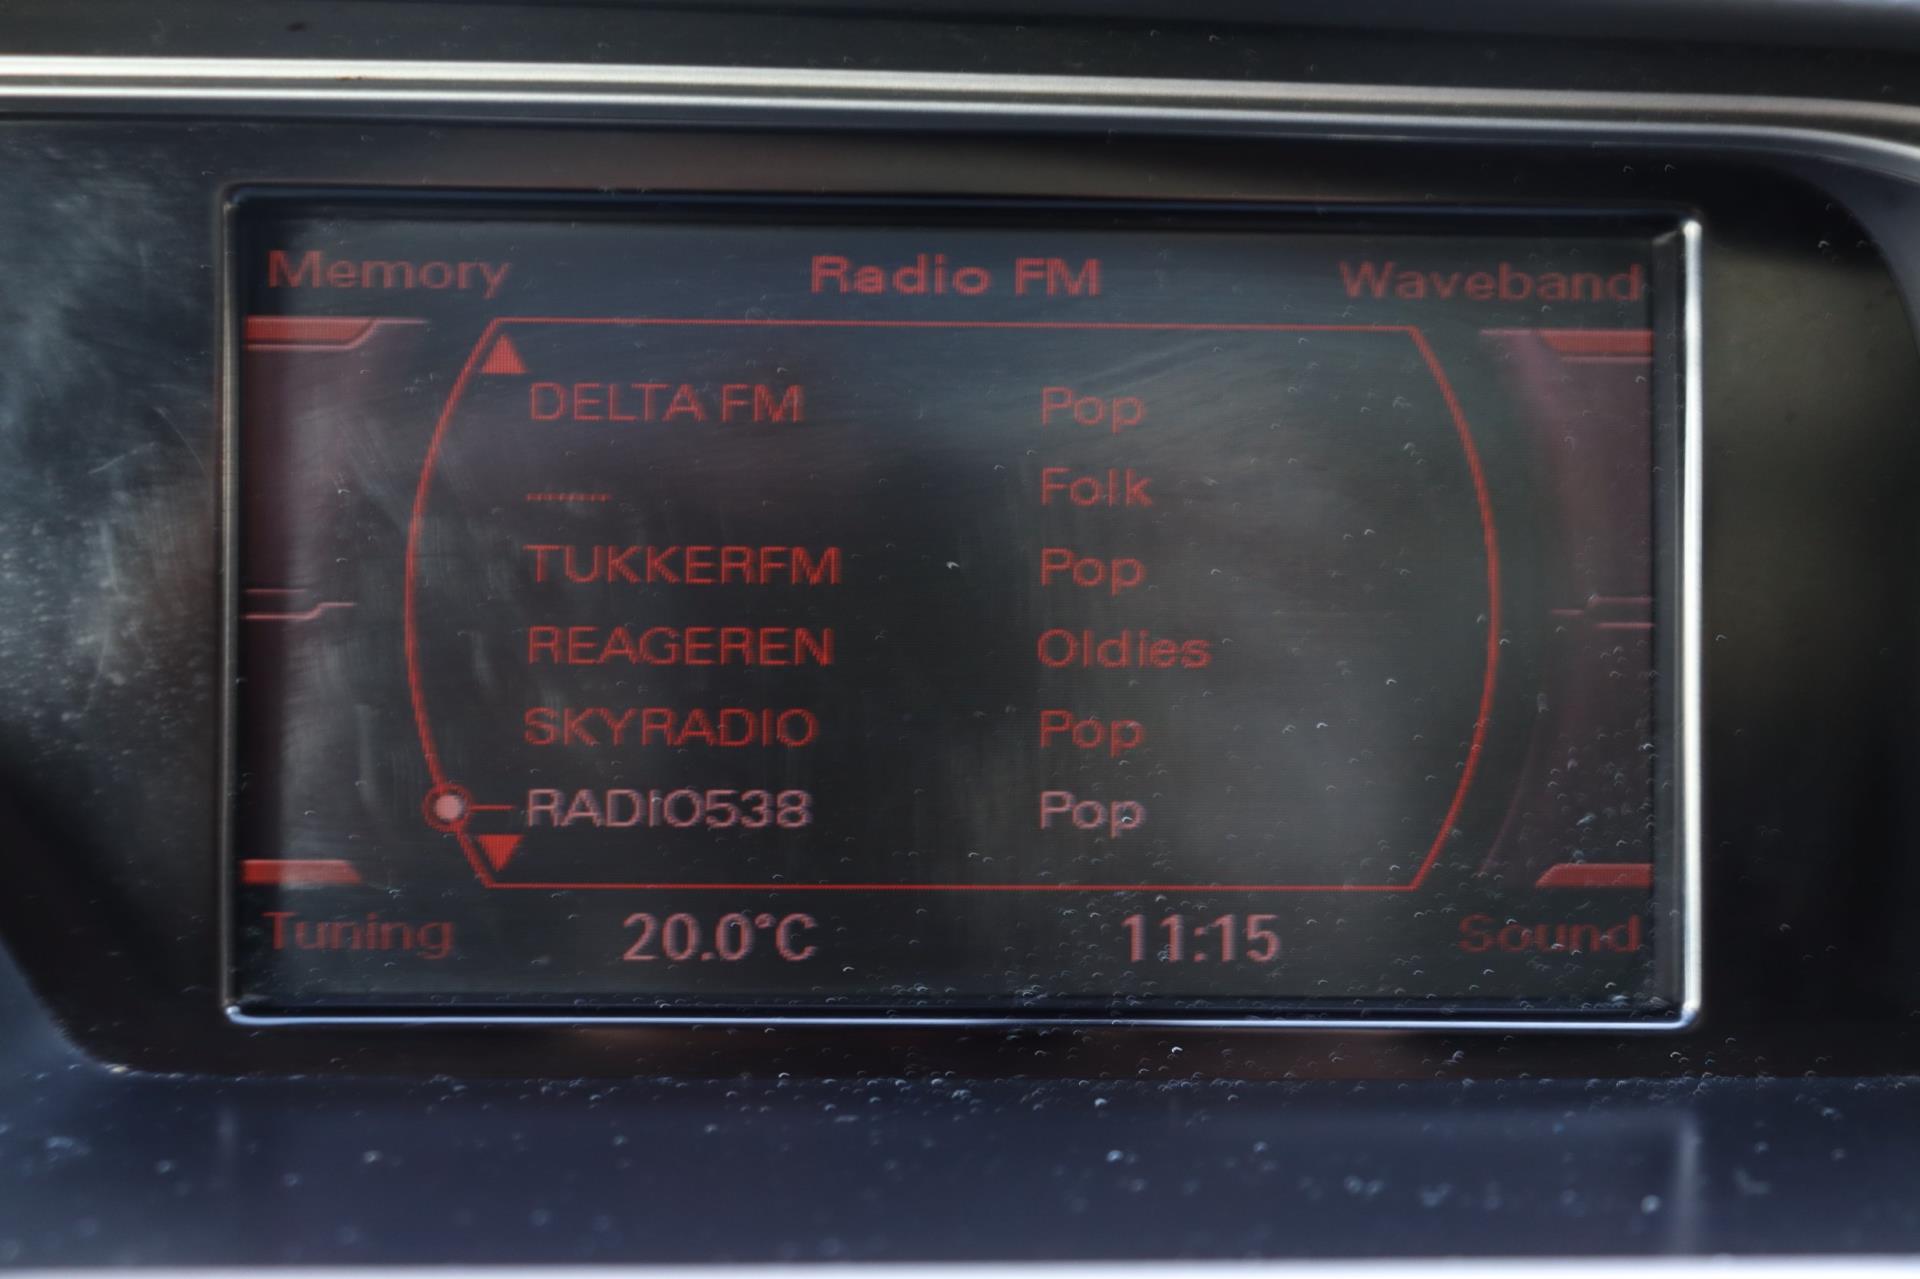 Memory Radio FM Waveband
DELTA FM Pop
------ Folk
TUKKERFM Pop
REAGEREN Oldies
SKYRADIO Pop
RADIO538 Pop
Tuning 20.0°C 11:15 Sound